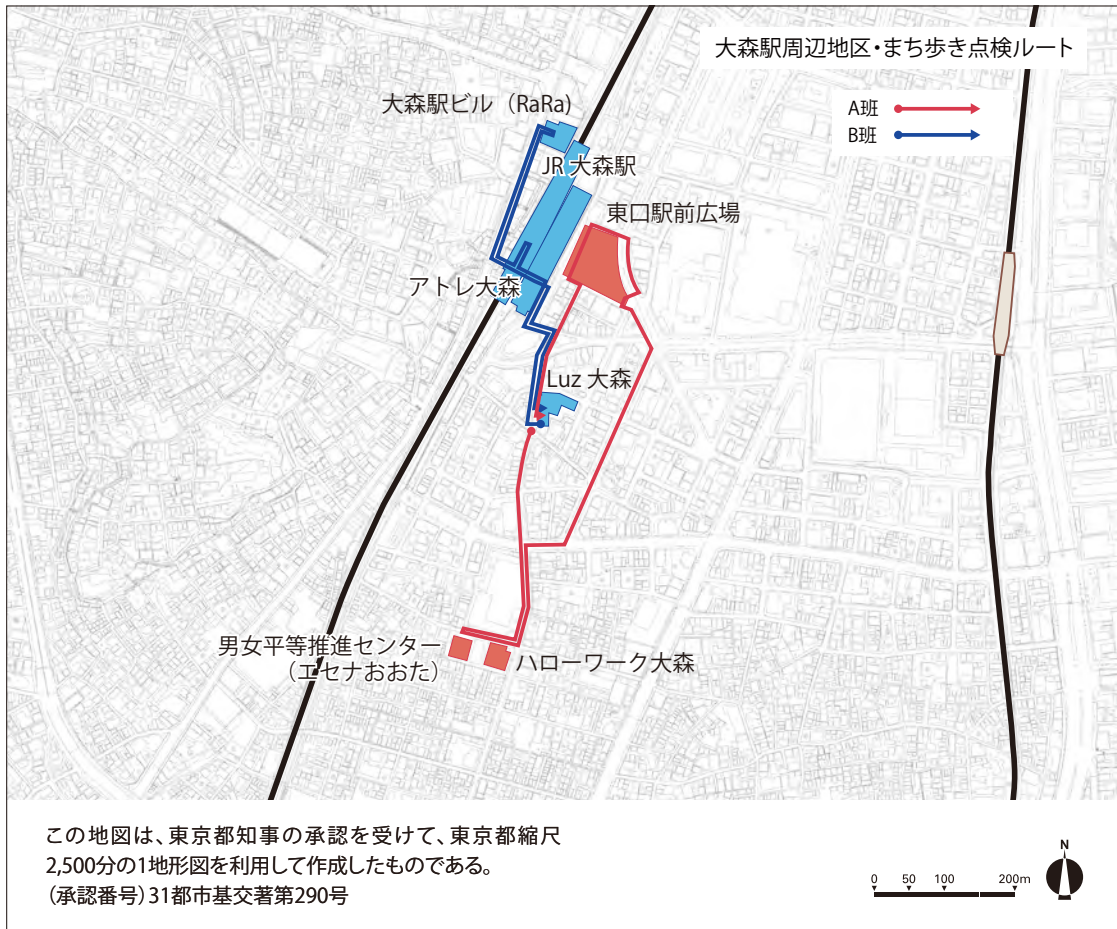 大森駅周辺地区・まち歩き点検ルート
A班
B班
大森駅ビル（RaRa)
JR 大森駅
東口駅前広場
アトレ大森
Luz 大森
男女平等推進センター
（エセナおおた）
ハローワーク大森
この地図は、東京都知事の承認を受けて、東京都縮尺
2,500分の1地形図を利用して作成したものである。
（承認番号）31都市基交著第290号
0 50 100 200m
N